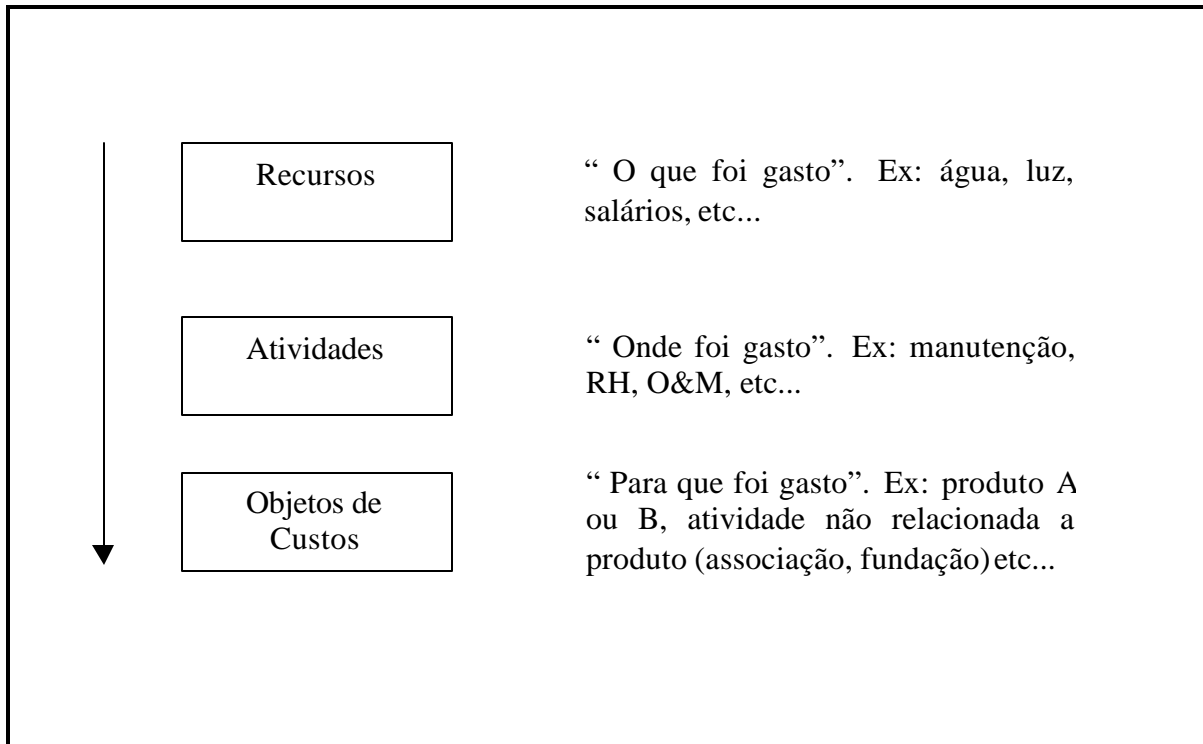 Recursos
“ O que foi gasto”. Ex: água, luz,
salários, etc...
Atividades
“ Onde foi gasto”. Ex: manutenção,
RH, O&M, etc...
Objetos de
Custos
“ Para que foi gasto”. Ex: produto A
ou B, atividade não relacionada a
produto (associação, fundação) etc...